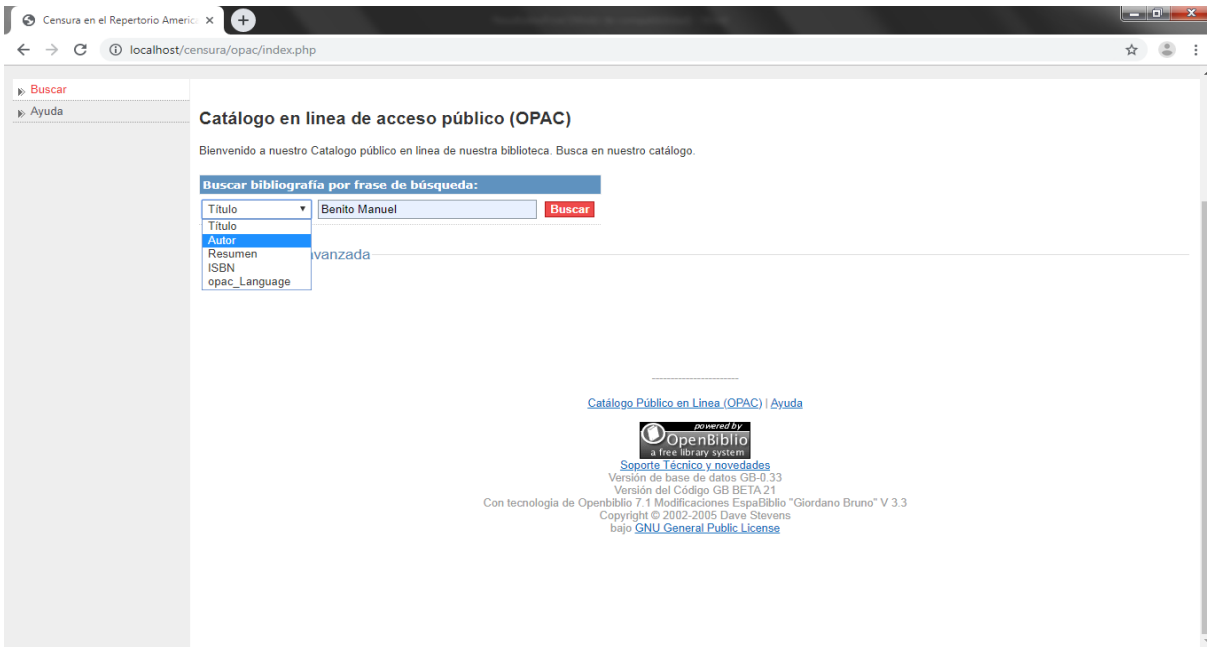 Censura en el Repertorio Americ
localhost/censura/opac/index.php
Buscar
Ayuda
Catálogo en linea de acceso público (OPAC)
Bienvenido a nuestro Catalogo público en linea de nuestra biblioteca. Busca en nuestro catálogo.
Buscar bibliografía por frase de búsqueda:
Título Benito Manuel Buscar
Título
Autor
Resumen
ISBN
opac_Language
avanzada
Catálogo Público en Linea (OPAC) | Ayuda
powered by
OpenBiblio
a free library system
Soporte Técnico y novedades
Versión de base de datos GB-0.33
Versión del Código GB BETA 21
Con tecnologia de Openbiblio 7.1 Modificaciones EspaBiblio "Giordano Bruno" V 3.3
Copyright © 2002-2005 Dave Stevens
bajo GNU General Public License